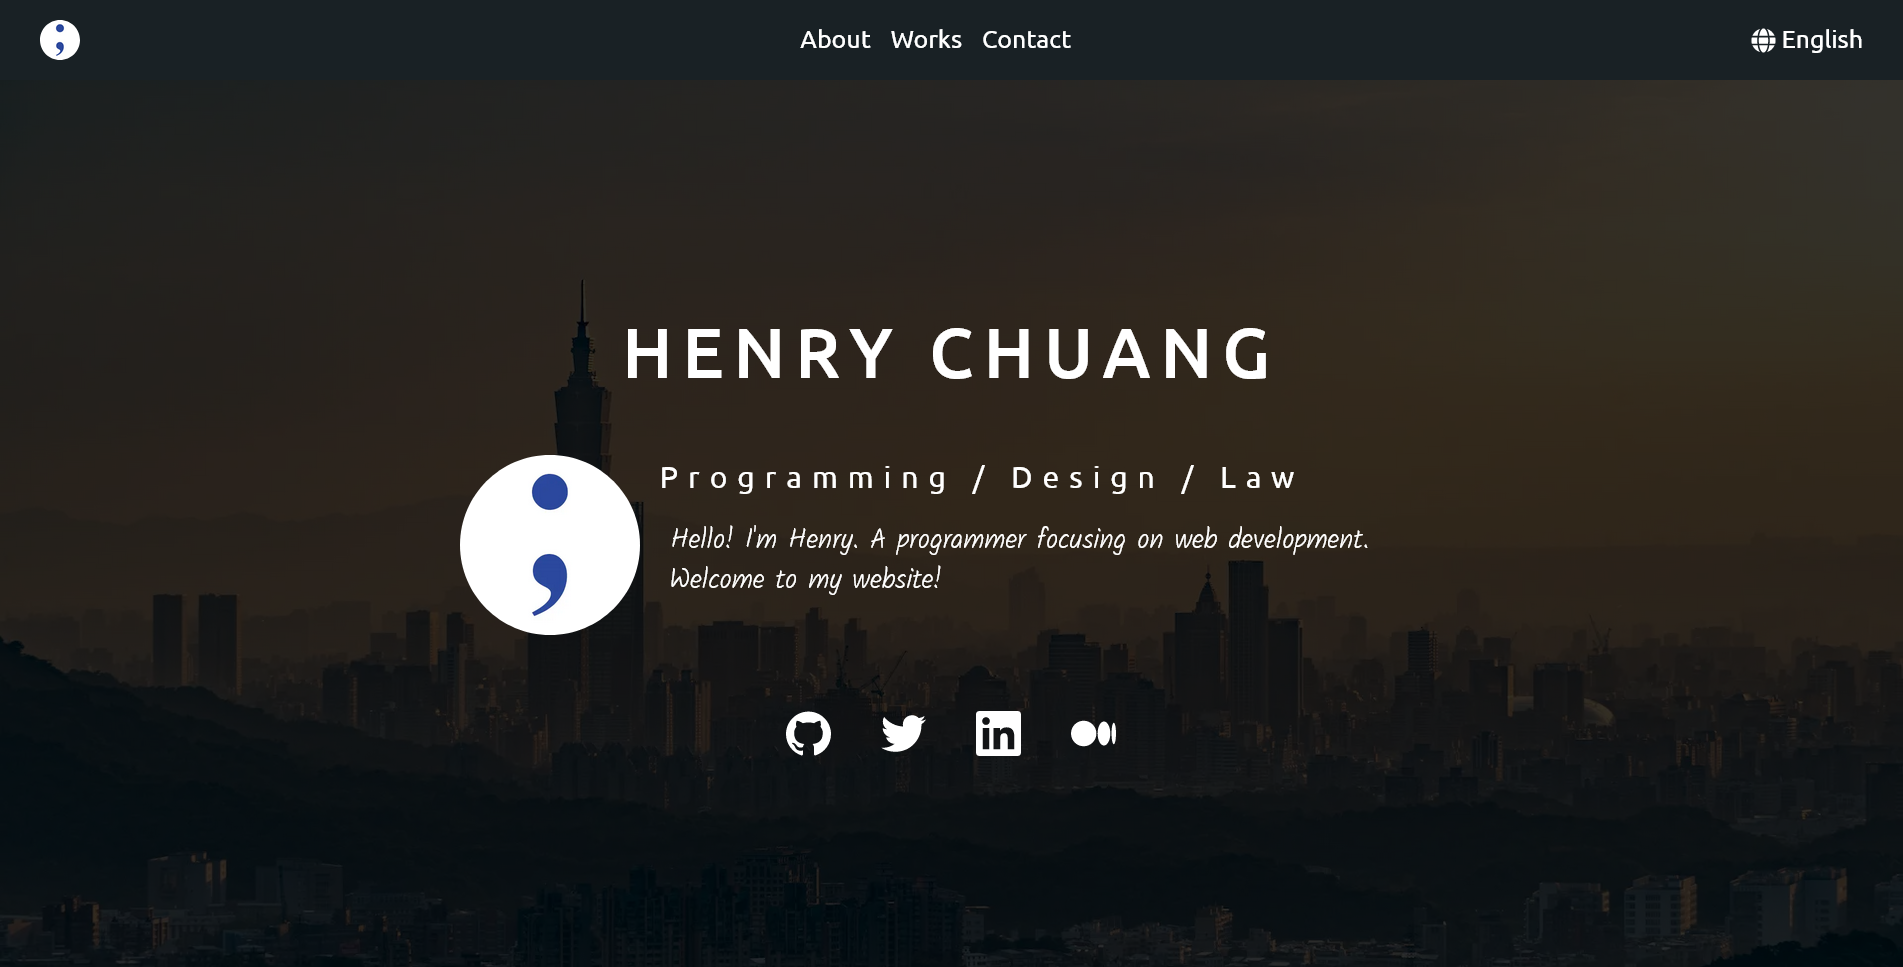 About Works Contact
English
HENRY CHUANG
;
Programming / Design / Law
Hello! I'm Henry. A programmer focusing on web development.
Welcome to my website!
in